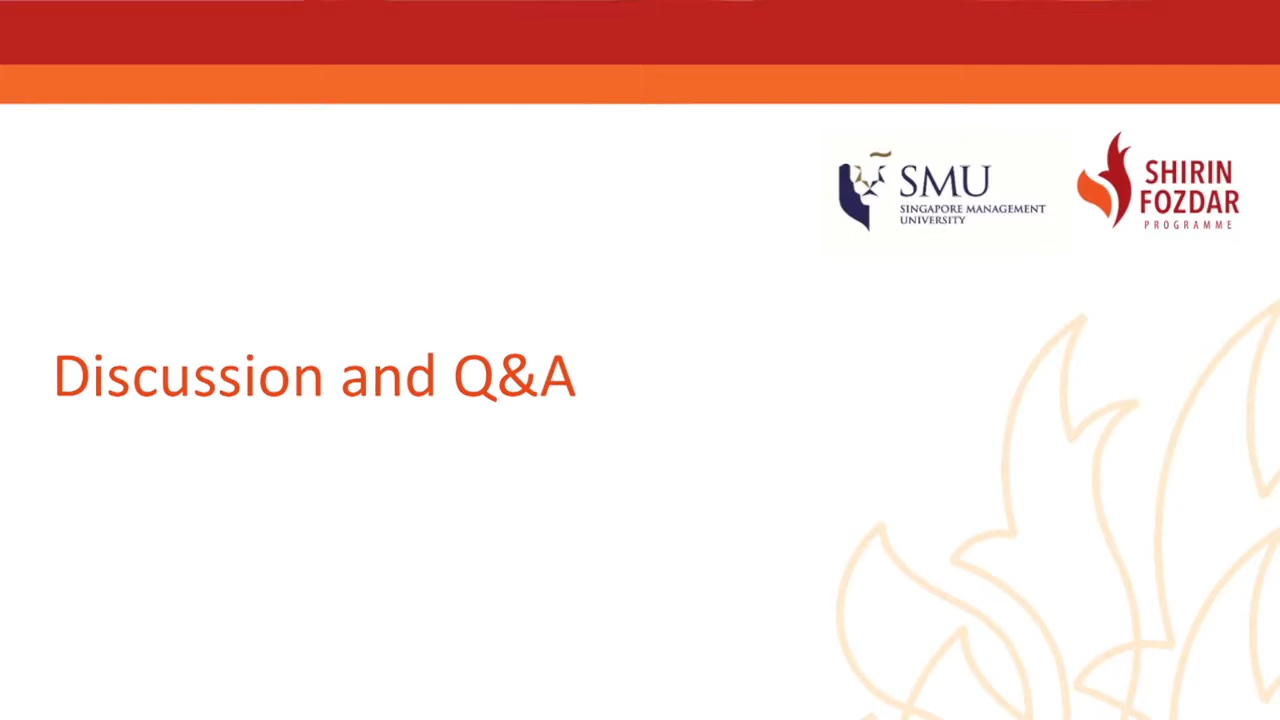 SMU
SINGAPORE MANAGEMENT
UNIVERSITY
SHIRIN
FOZDAR
PROGRAMME
Discussion and Q&A